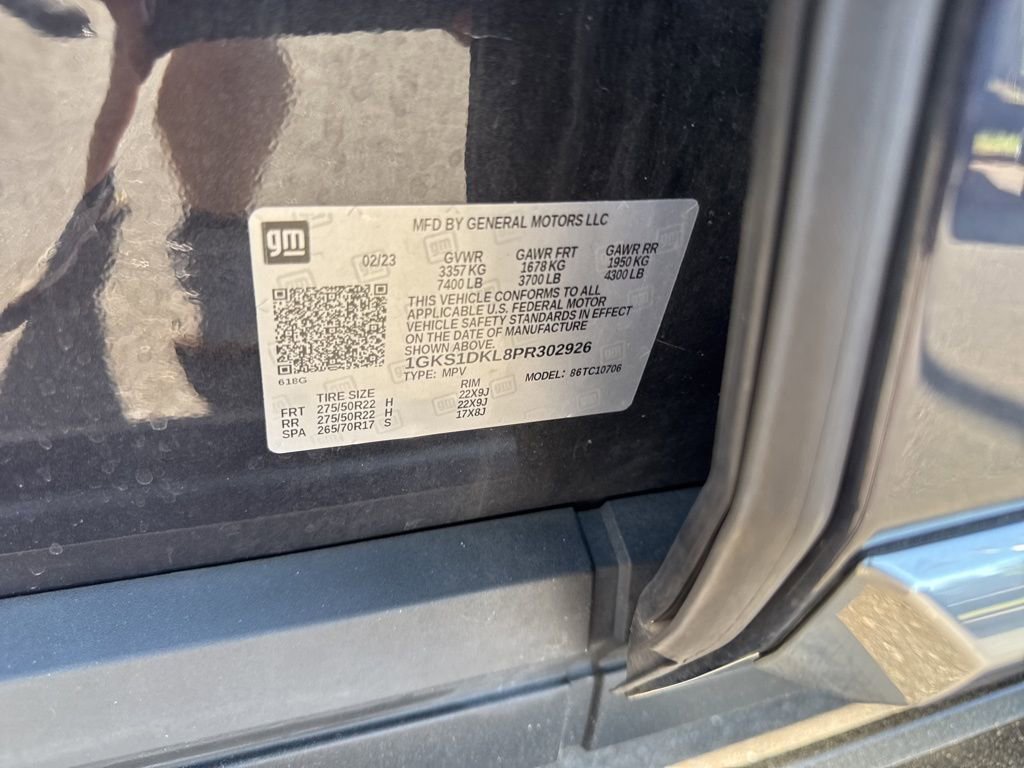 gm
MFD BY GENERAL MOTORS LLC
02/23 GVWR GAWR FRT GAWR RR
3357 KG 1678 KG 1950 KG
7400 LB 3700 LB 4300 LB
THIS VEHICLE CONFORMS TO ALL
APPLICABLE U.S. FEDERAL MOTOR
VEHICLE SAFETY STANDARDS IN EFFECT
ON THE DATE OF MANUFACTURE
SHOWN ABOVE.
1GKS1DKL8PR302926
TYPE: MPV MODEL: 86TC10706
618G
TIRE SIZE RIM
FRT 275/50R22 H 22X9J
RR 275/50R22 H 22X9J
SPA 265/70R17 S 17X8J